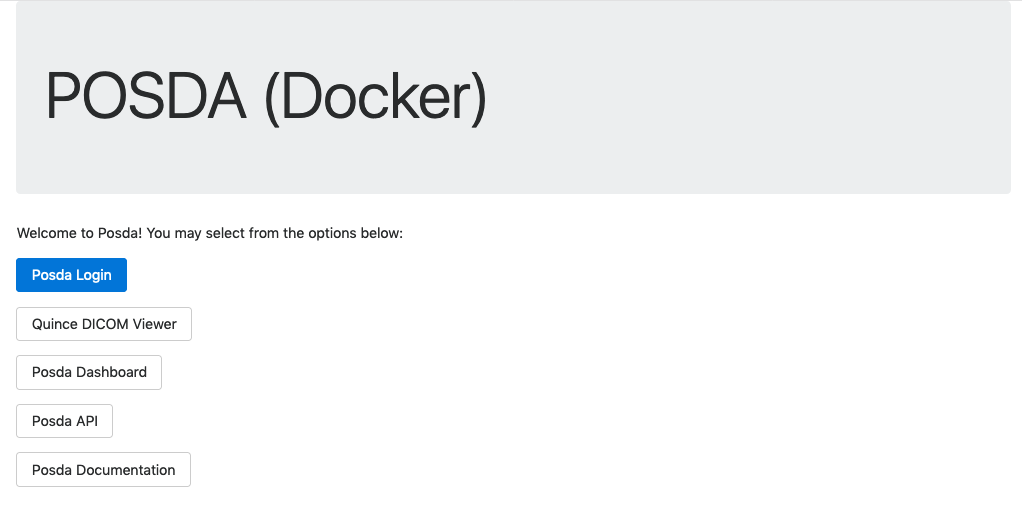 POSDA (Docker)
Welcome to Posda! You may select from the options below:
Posda Login
Quince DICOM Viewer
Posda Dashboard
Posda API
Posda Documentation